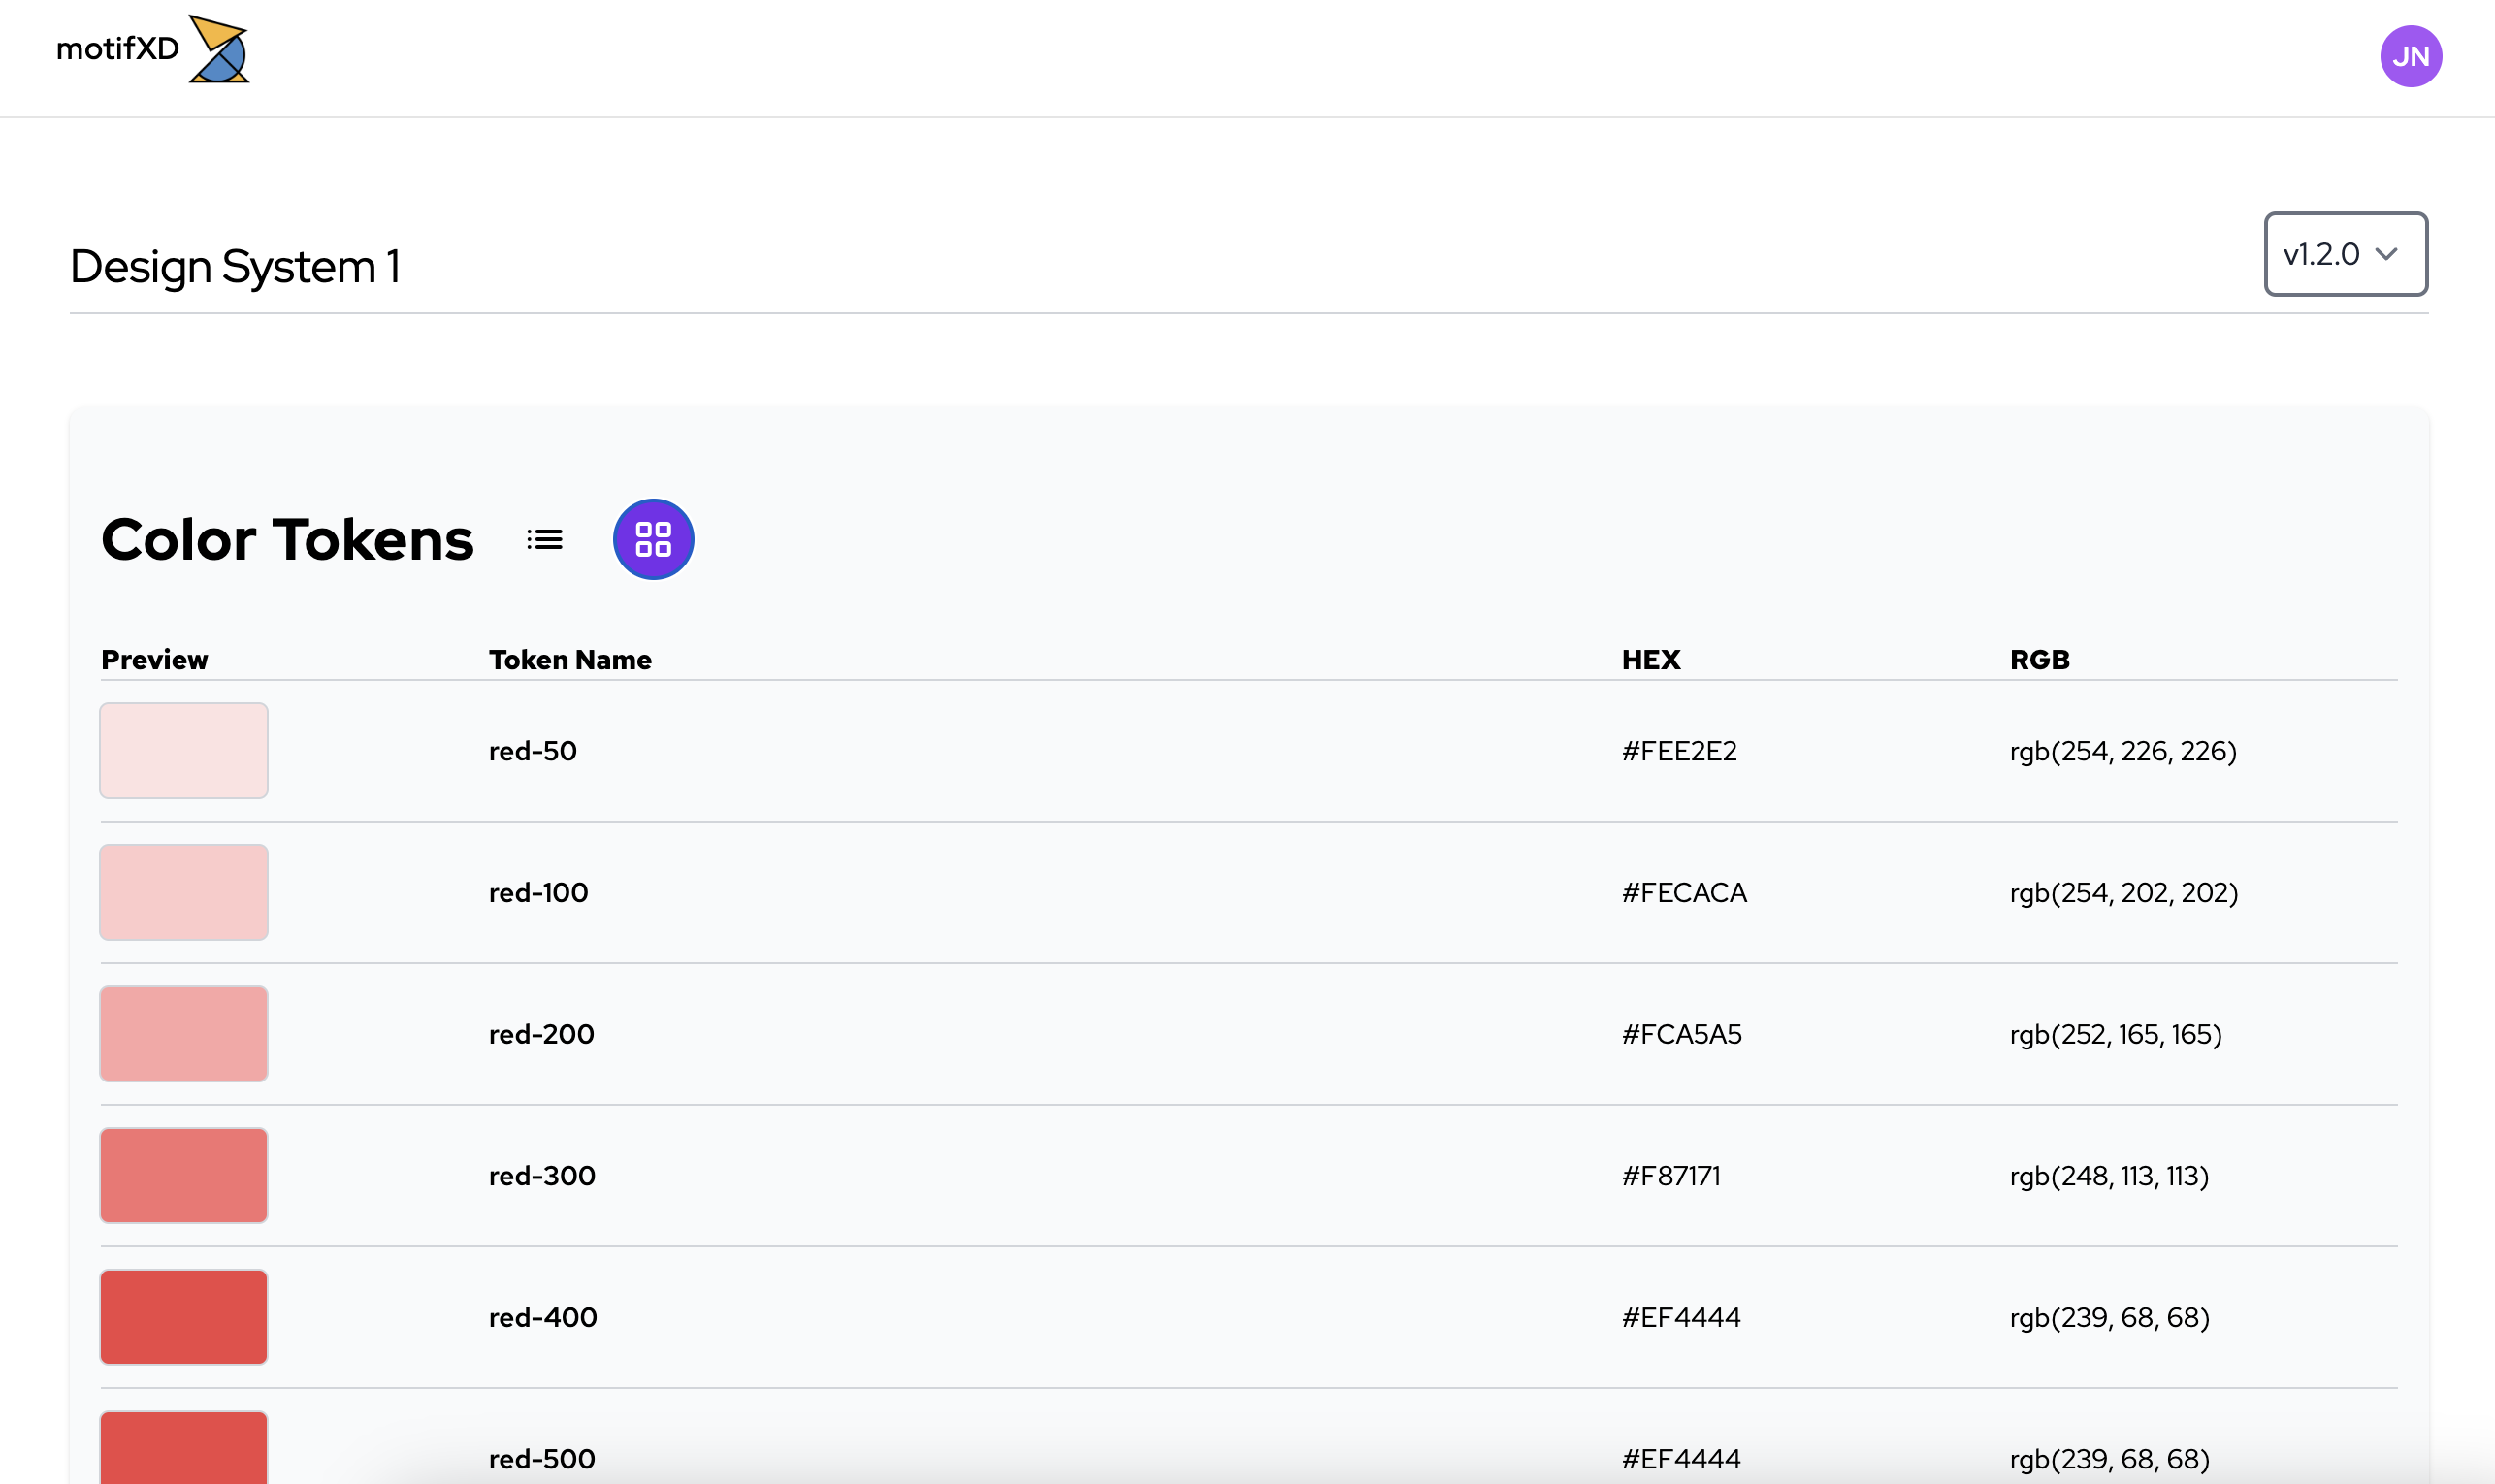 motifXD
JN
Design System 1
v1.2.0
Color Tokens
Preview Token Name HEX RGB
red-50 #FEE2E2 rgb(254, 226, 226)
red-100 #FECACA rgb(254, 202, 202)
red-200 #FCA5A5 rgb(252, 165, 165)
red-300 #F87171 rgb(248, 113, 113)
red-400 #EF4444 rgb(239, 68, 68)
red-500 #EF4444 rgb(239, 68, 68)